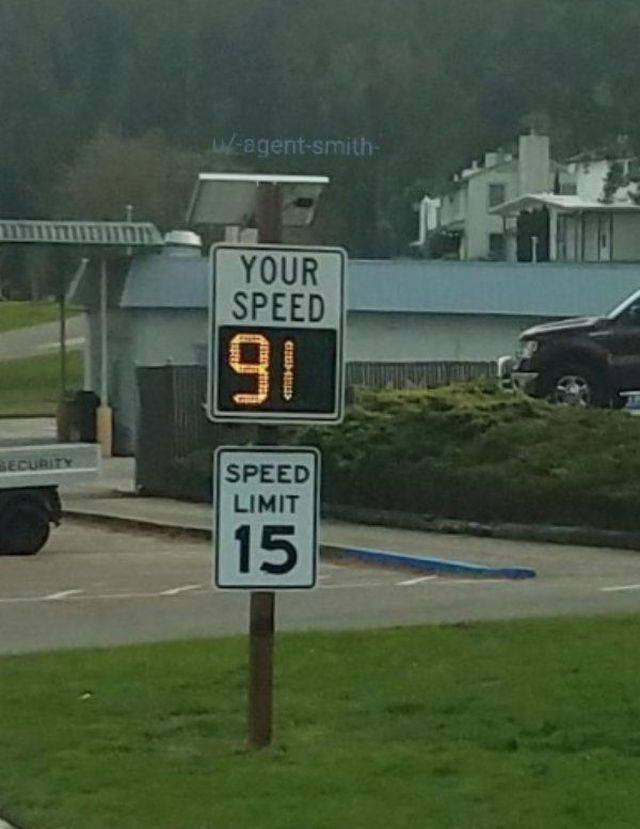 u/-agent-smith-
YOUR
SPEED
91
SPEED
LIMIT
15
SECURITY